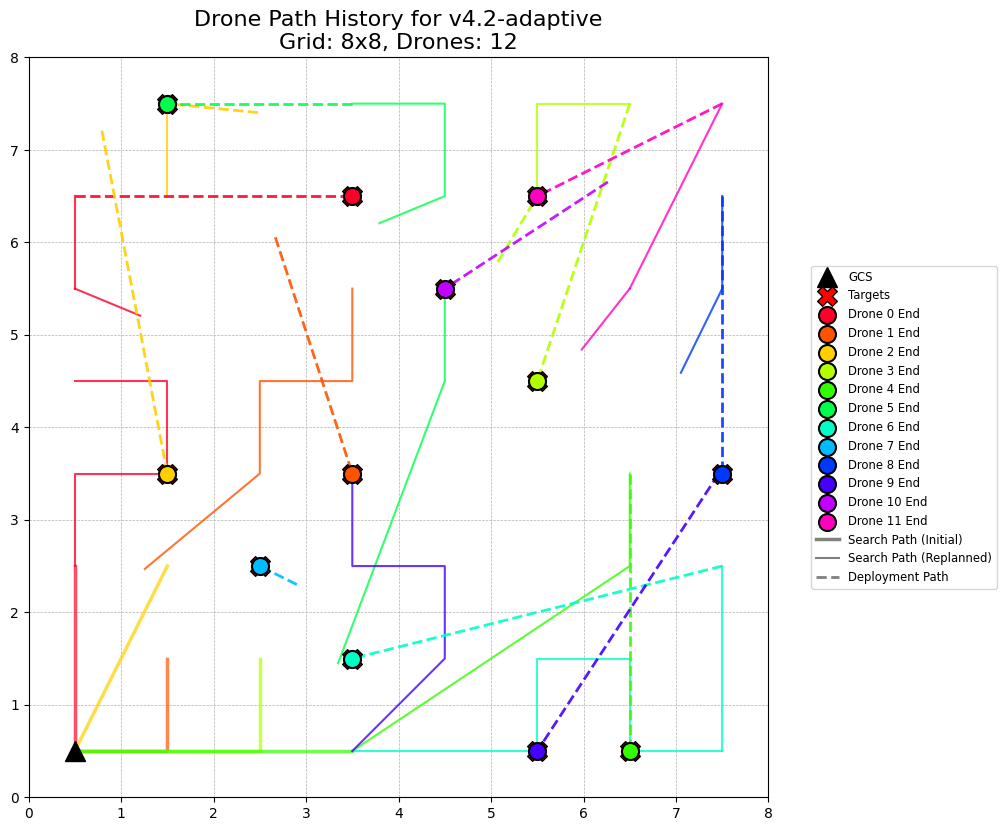 Drone Path History for v4.2-adaptive
Grid: 8x8, Drones: 12
8
7
6
5
4
3
2
1
0
0 1 2 3 4 5 6 7 8
GCS
Targets
Drone 0 End
Drone 1 End
Drone 2 End
Drone 3 End
Drone 4 End
Drone 5 End
Drone 6 End
Drone 7 End
Drone 8 End
Drone 9 End
Drone 10 End
Drone 11 End
Search Path (Initial)
Search Path (Replanned)
Deployment Path